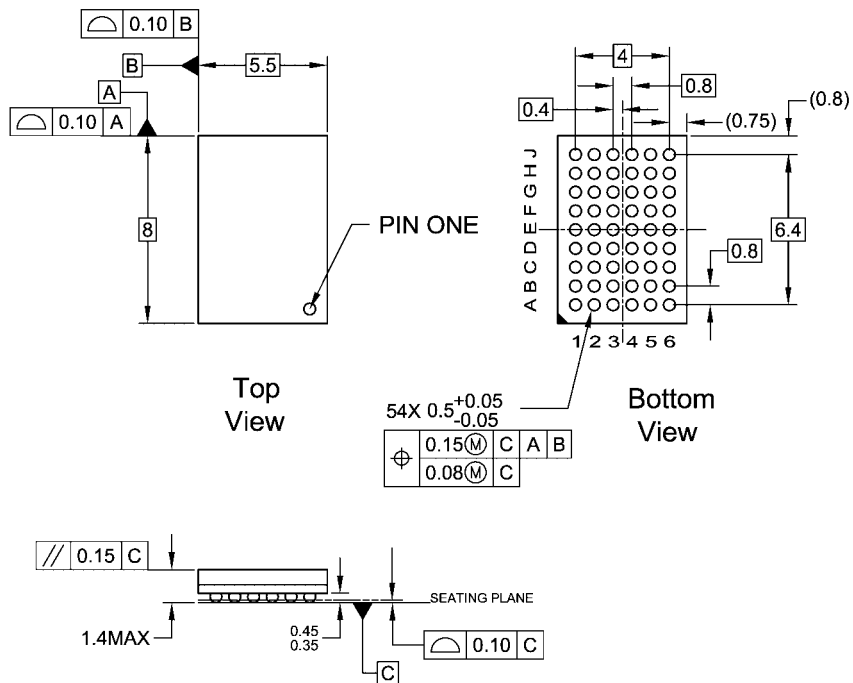 0.10 B
B
5.5
A
0.10 A
8
PIN ONE
Top
View
4
0.8
0.4
(0.75)
(0.8)
J
H
G
F
E
D
C
B
A
6.4
0.8
1 2 3 4 5 6
54X 0.5 +0.05
-0.05
0.15 Ⓜ C A B
0.08 Ⓜ C
Bottom
View
// 0.15 C
1.4MAX
0.45
0.35
SEATING PLANE
0.10 C
C